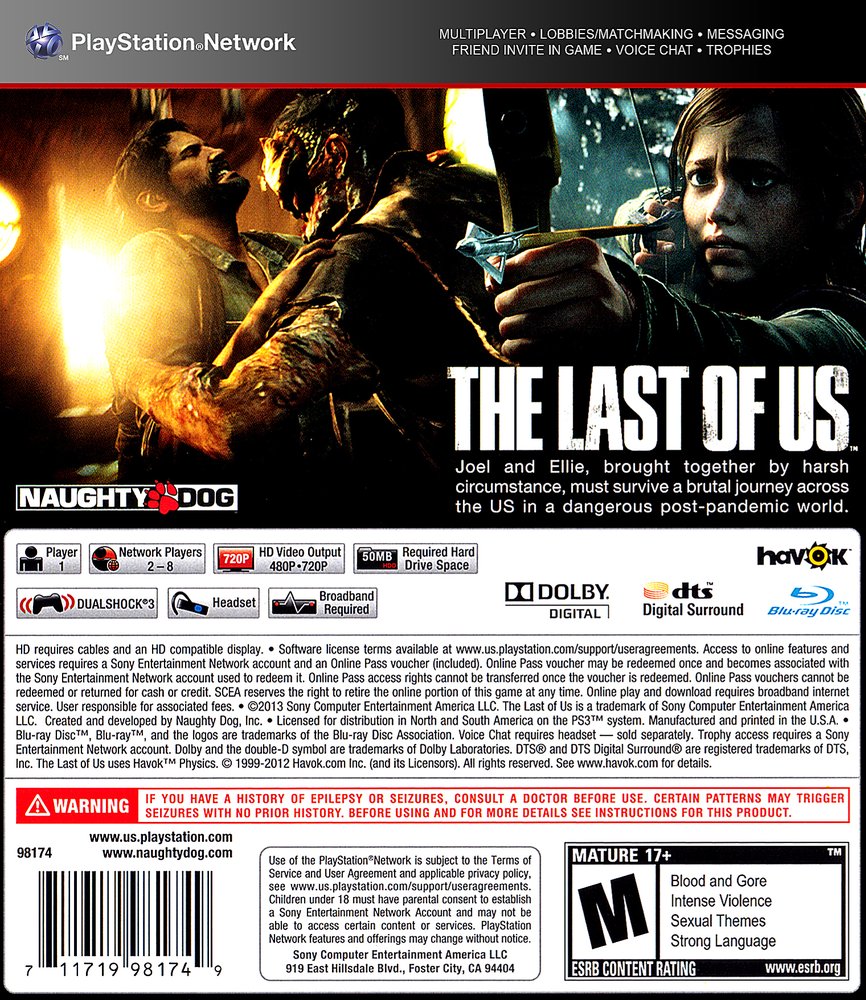 PlayStation®Network
SM
MULTIPLAYER • LOBBIES/MATCHMAKING • MESSAGING
FRIEND INVITE IN GAME • VOICE CHAT • TROPHIES
THE LAST OF US™
Joel and Ellie, brought together by harsh
circumstance, must survive a brutal journey across
the US in a dangerous post-pandemic world.
NAUGHTY DOG
Player
1
Network Players
2 – 8
720P
HD Video Output
480P•720P
50MB
HDD
Required Hard
Drive Space
DUALSHOCK®3
Headset
Broadband
Required
havok™
DOLBY.
DIGITAL
dts™
Digital Surround
Blu-ray Disc™
HD requires cables and an HD compatible display. • Software license terms available at www.us.playstation.com/support/useragreements. Access to online features and
services requires a Sony Entertainment Network account and an Online Pass voucher (included). Online Pass voucher may be redeemed once and becomes associated with
the Sony Entertainment Network account used to redeem it. Online Pass access rights cannot be transferred once the voucher is redeemed. Online Pass vouchers cannot be
redeemed or returned for cash or credit. SCEA reserves the right to retire the online portion of this game at any time. Online play and download requires broadband internet
service. User responsible for associated fees. • ©2013 Sony Computer Entertainment America LLC. The Last of Us is a trademark of Sony Computer Entertainment America
LLC. Created and developed by Naughty Dog, Inc. • Licensed for distribution in North and South America on the PS3™ system. Manufactured and printed in the U.S.A. •
Blu-ray Disc™, Blu-ray™, and the logos are trademarks of the Blu-ray Disc Association. Voice Chat requires headset — sold separately. Trophy access requires a Sony
Entertainment Network account. Dolby and the double-D symbol are trademarks of Dolby Laboratories. DTS® and DTS Digital Surround® are registered trademarks of DTS,
Inc. The Last of Us uses Havok™ Physics. © 1999-2012 Havok.com Inc. (and its Licensors). All rights reserved. See www.havok.com for details.
WARNING
IF YOU HAVE A HISTORY OF EPILEPSY OR SEIZURES, CONSULT A DOCTOR BEFORE USE. CERTAIN PATTERNS MAY TRIGGER
SEIZURES WITH NO PRIOR HISTORY. BEFORE USING AND FOR MORE DETAILS SEE INSTRUCTIONS FOR THIS PRODUCT.
www.us.playstation.com
98174
www.naughtydog.com
7 11719 98174 9
Use of the PlayStation®Network is subject to the Terms of
Service and User Agreement and applicable privacy policy,
see www.us.playstation.com/support/useragreements.
Children under 18 must have parental consent to establish
a Sony Entertainment Network Account and may not be
able to access certain content or services. PlayStation
Network features and offerings may change without notice.
Sony Computer Entertainment America LLC
919 East Hillsdale Blvd., Foster City, CA 94404
MATURE 17+
TM
M
Blood and Gore
Intense Violence
Sexual Themes
Strong Language
ESRB CONTENT RATING
www.esrb.org